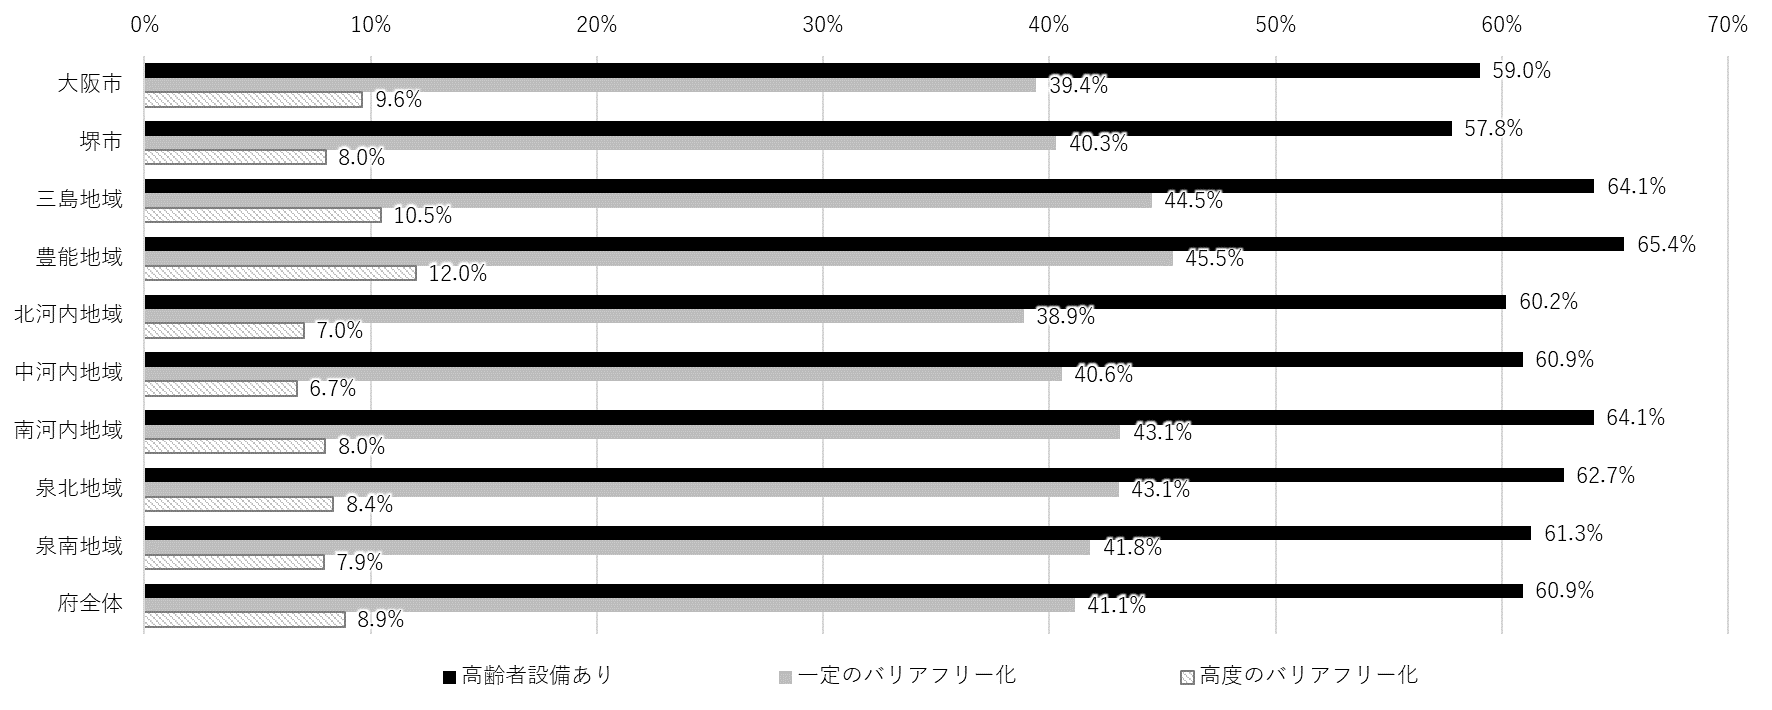 0% 10% 20% 30% 40% 50% 60% 70%
大阪市 59.0% 39.4% 9.6%
堺市 57.8% 40.3% 8.0%
三島地域 64.1% 44.5% 10.5%
豊能地域 65.4% 45.5% 12.0%
北河内地域 60.2% 38.9% 7.0%
中河内地域 60.9% 40.6% 6.7%
南河内地域 64.1% 43.1% 8.0%
泉北地域 62.7% 43.1% 8.4%
泉南地域 61.3% 41.8% 7.9%
府全体 60.9% 41.1% 8.9%
高齢者設備あり 一定のバリアフリー化 高度のバリアフリー化